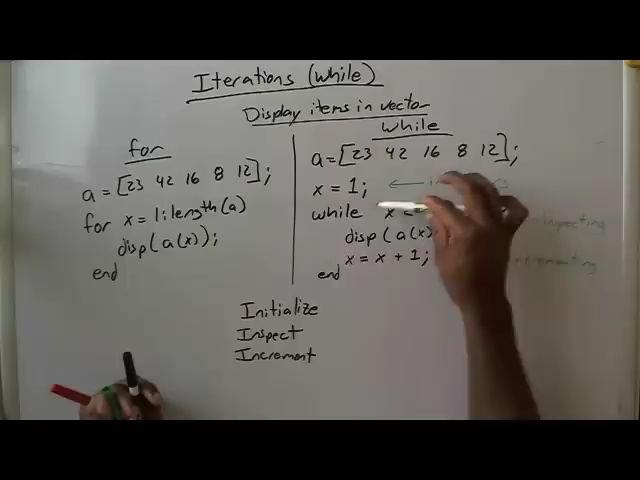 Iterations (while)
Display items in vector
for
a = [23 42 16 8 12];
for x = 1:length(a)
disp(a(x));
end
while
a = [23 42 16 8 12];
x = 1;
while x
disp(a(x)
x = x + 1;
end
Initialize
Inspect
Increment